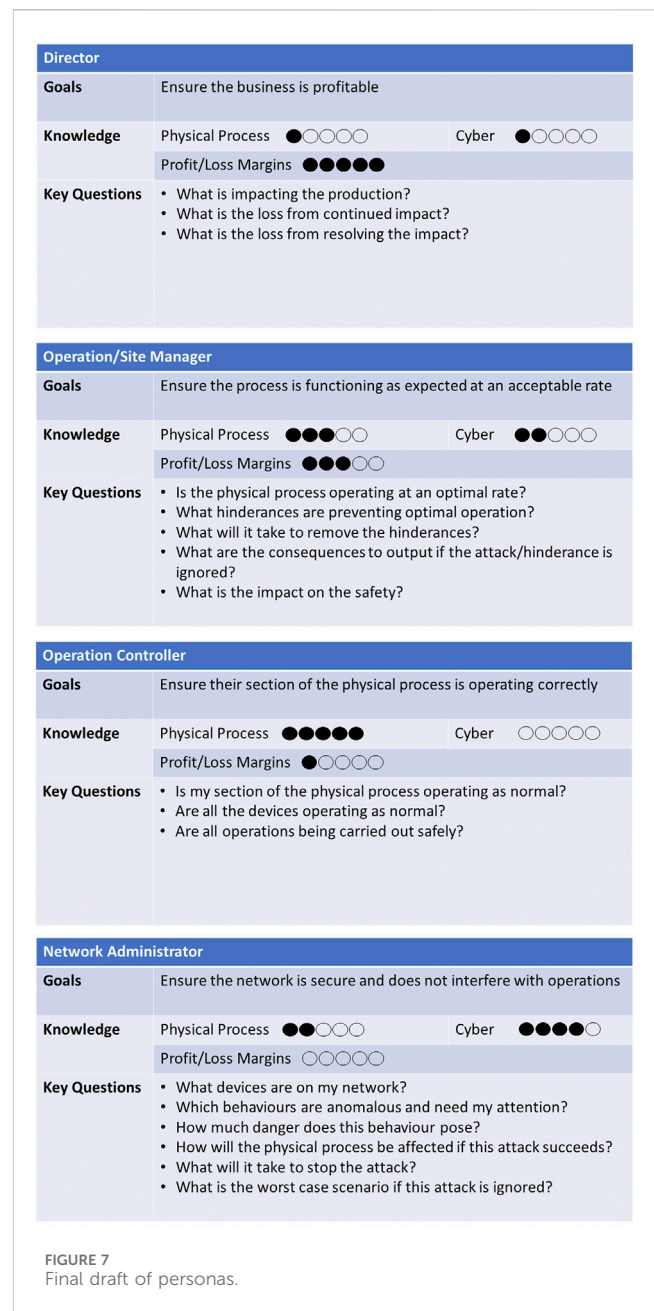 Director
Goals Ensure the business is profitable
Knowledge Physical Process ●○○○○ Cyber ●○○○○
Profit/Loss Margins ●●●●●
Key Questions • What is impacting the production?
• What is the loss from continued impact?
• What is the loss from resolving the impact?
Operation/Site Manager
Goals Ensure the process is functioning as expected at an acceptable rate
Knowledge Physical Process ●●●○○ Cyber ●●○○○
Profit/Loss Margins ●●●○○
Key Questions • Is the physical process operating at an optimal rate?
• What hinderances are preventing optimal operation?
• What will it take to remove the hinderances?
• What are the consequences to output if the attack/hinderance is
ignored?
• What is the impact on the safety?
Operation Controller
Goals Ensure their section of the physical process is operating correctly
Knowledge Physical Process ●●●●● Cyber ○○○○○
Profit/Loss Margins ●○○○○
Key Questions • Is my section of the physical process operating as normal?
• Are all the devices operating as normal?
• Are all operations being carried out safely?
Network Administrator
Goals Ensure the network is secure and does not interfere with operations
Knowledge Physical Process ●●○○○ Cyber ●●●●○
Profit/Loss Margins ○○○○○
Key Questions • What devices are on my network?
• Which behaviours are anomalous and need my attention?
• How much danger does this behaviour pose?
• How will the physical process be affected if this attack succeeds?
• What will it take to stop the attack?
• What is the worst case scenario if this attack is ignored?
FIGURE 7
Final draft of personas.